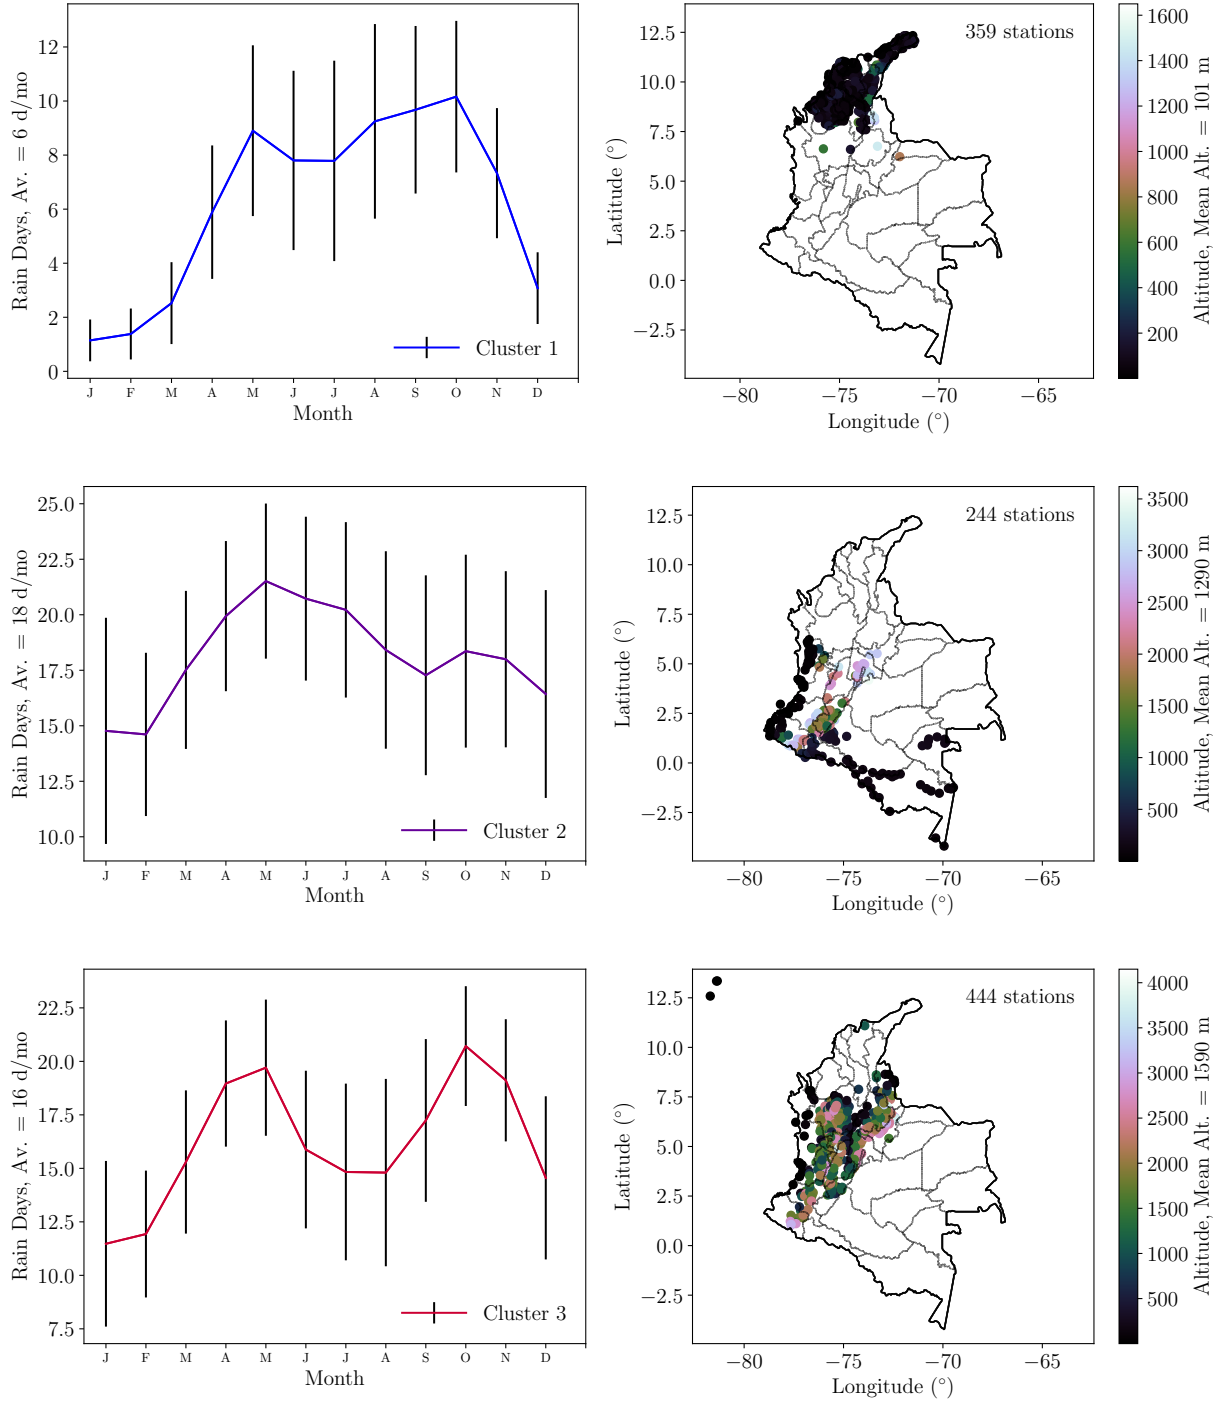 12
10
8
6
4
2
0
Rain Days, Av. = 6 d/mo
J F M A M J J A S O N D
Month
Cluster 1
359 stations
12.5
10.0
7.5
5.0
2.5
0.0
−2.5
Latitude (°)
−80 −75 −70 −65
Longitude (°)
1600
1400
1200
1000
800
600
400
200
Altitude, Mean Alt. = 101 m
25.0
22.5
20.0
17.5
15.0
12.5
10.0
Rain Days, Av. = 18 d/mo
J F M A M J J A S O N D
Month
Cluster 2
244 stations
12.5
10.0
7.5
5.0
2.5
0.0
−2.5
Latitude (°)
−80 −75 −70 −65
Longitude (°)
3500
3000
2500
2000
1500
1000
500
Altitude, Mean Alt. = 1290 m
22.5
20.0
17.5
15.0
12.5
10.0
7.5
Rain Days, Av. = 16 d/mo
J F M A M J J A S O N D
Month
Cluster 3
444 stations
12.5
10.0
7.5
5.0
2.5
0.0
−2.5
Latitude (°)
−80 −75 −70 −65
Longitude (°)
4000
3500
3000
2500
2000
1500
1000
500
Altitude, Mean Alt. = 1590 m